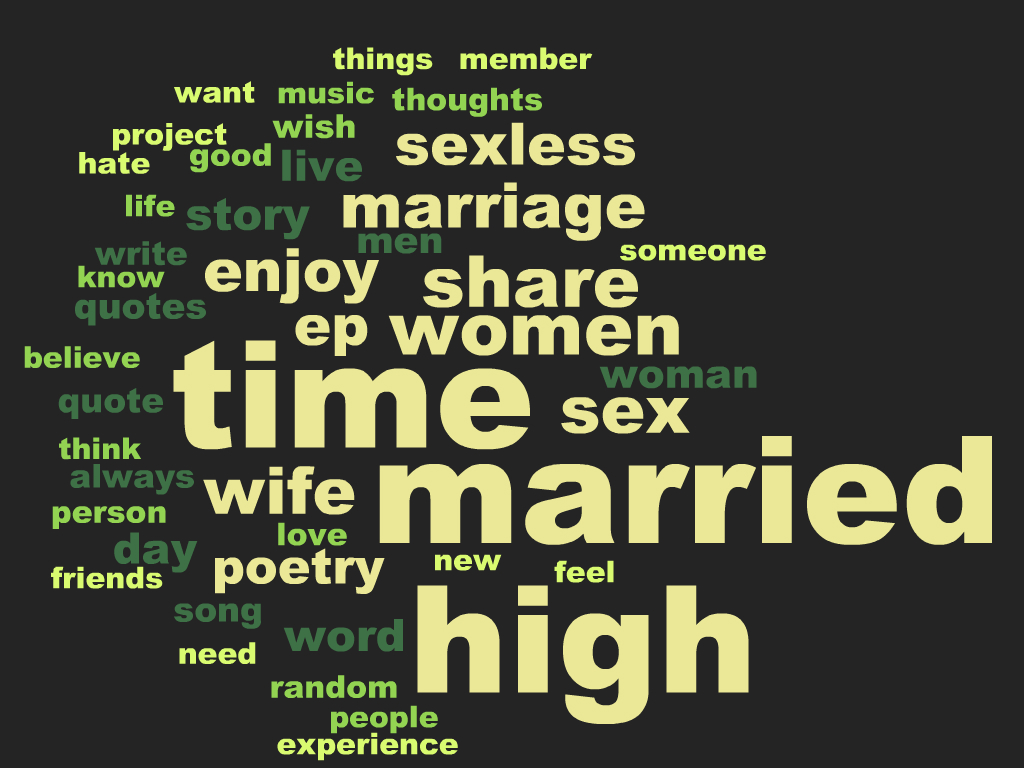 things member
want music thoughts
project wish sexless
hate good live
life story marriage
write men someone
know enjoy share
quotes ep women
believe time woman
quote sex
think married
always wife
person love
day poetry new feel
friends
song word high
need
random
people
experience